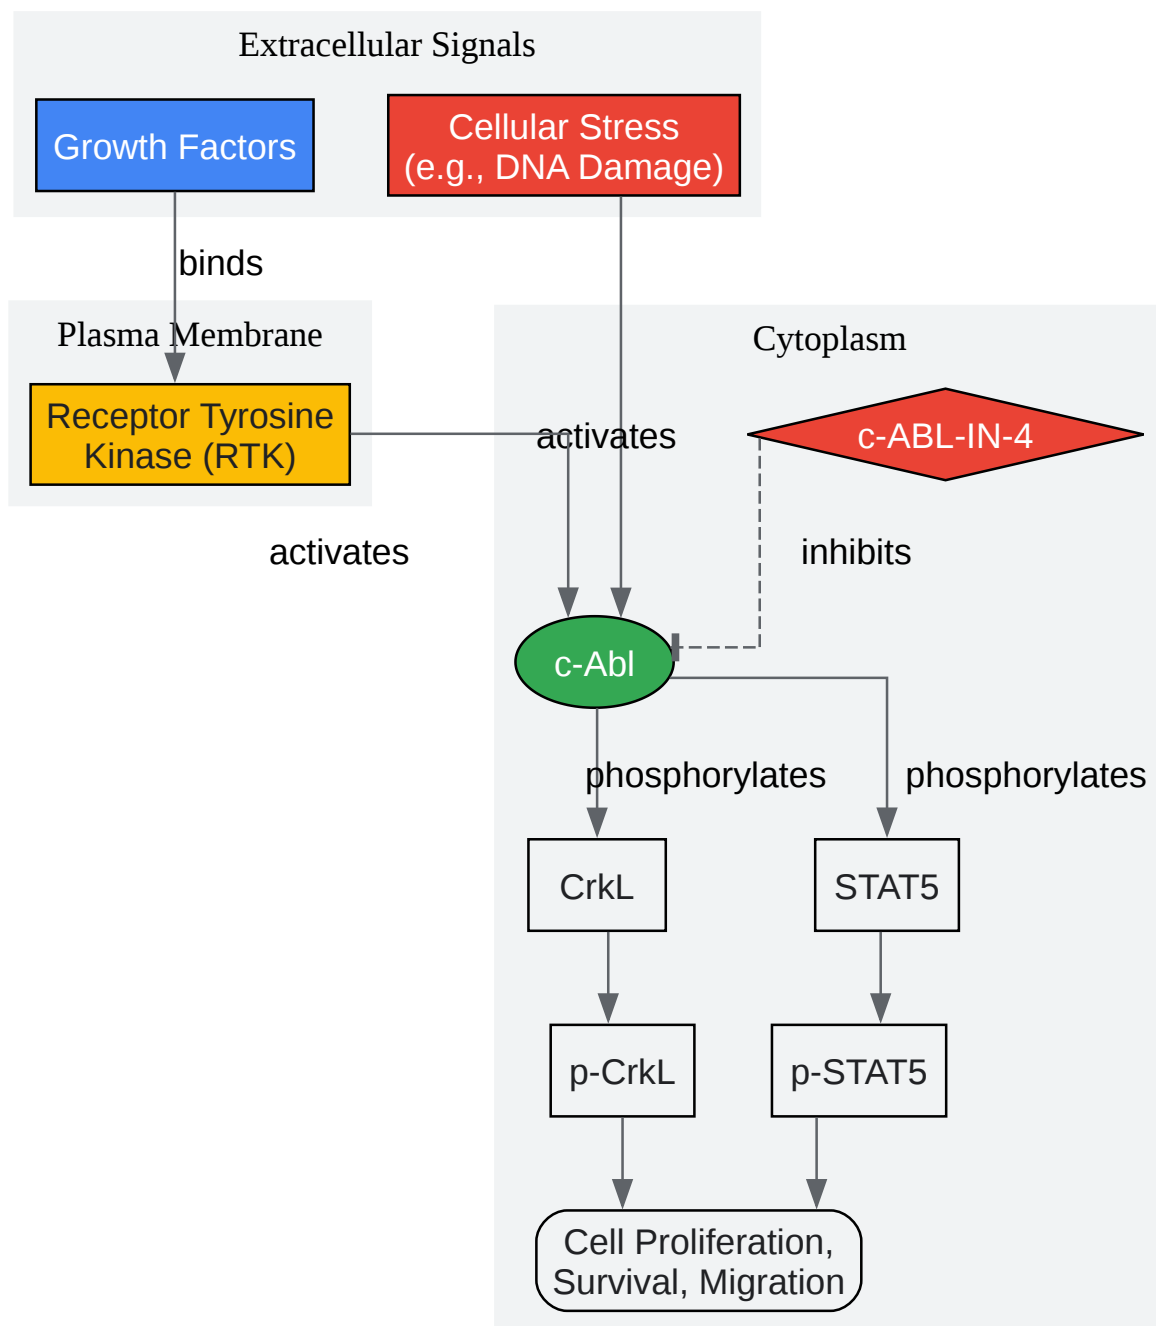 Extracellular Signals
Growth Factors
Cellular Stress
(e.g., DNA Damage)
binds
Plasma Membrane
Receptor Tyrosine
Kinase (RTK)
Cytoplasm
activates
c-ABL-IN-4
activates
inhibits
c-Abl
phosphorylates
phosphorylates
CrkL
STAT5
p-CrkL
p-STAT5
Cell Proliferation,
Survival, Migration